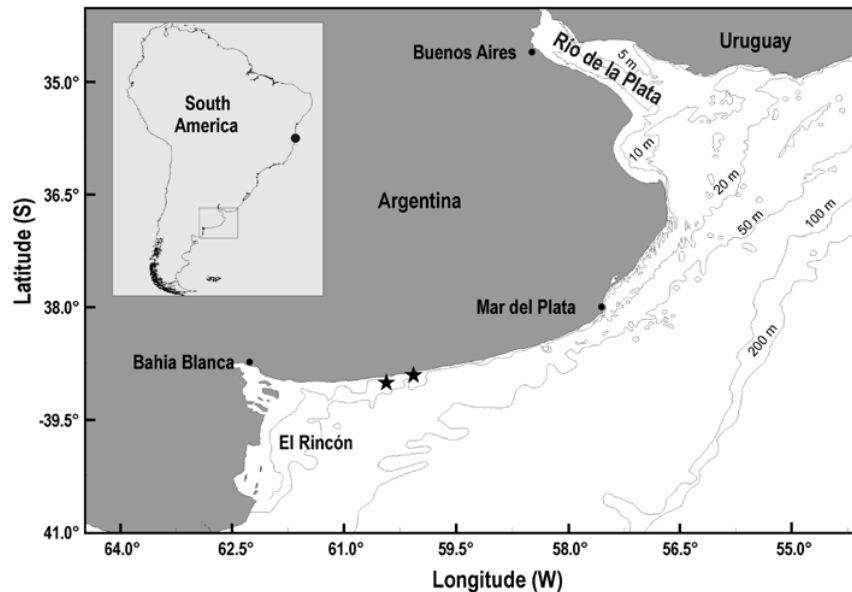 Buenos Aires
Río de la Plata
5 m
Uruguay
South
America
10 m
20 m
50 m
100 m
200 m
Argentina
Mar del Plata
Bahia Blanca
El Rincón
35.0°
36.5°
38.0°
-39.5°
41.0°
Latitude (S)
64.0°
62.5°
61.0°
59.5°
58.0°
56.5°
55.0°
Longitude (W)